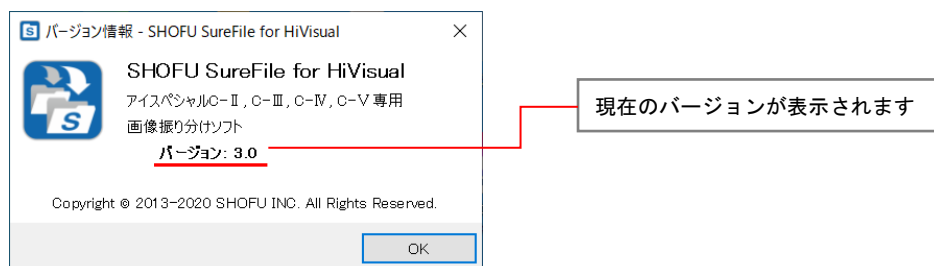 バージョン情報 - SHOFU SureFile for HiVisual
SHOFU SureFile for HiVisual
アイスペシャルC-Ⅱ, C-Ⅲ, C-Ⅳ, C-Ⅴ 専用
画像振り分けソフト
バージョン: 3.0
現在のバージョンが表示されます
Copyright © 2013-2020 SHOFU INC. All Rights Reserved.
OK